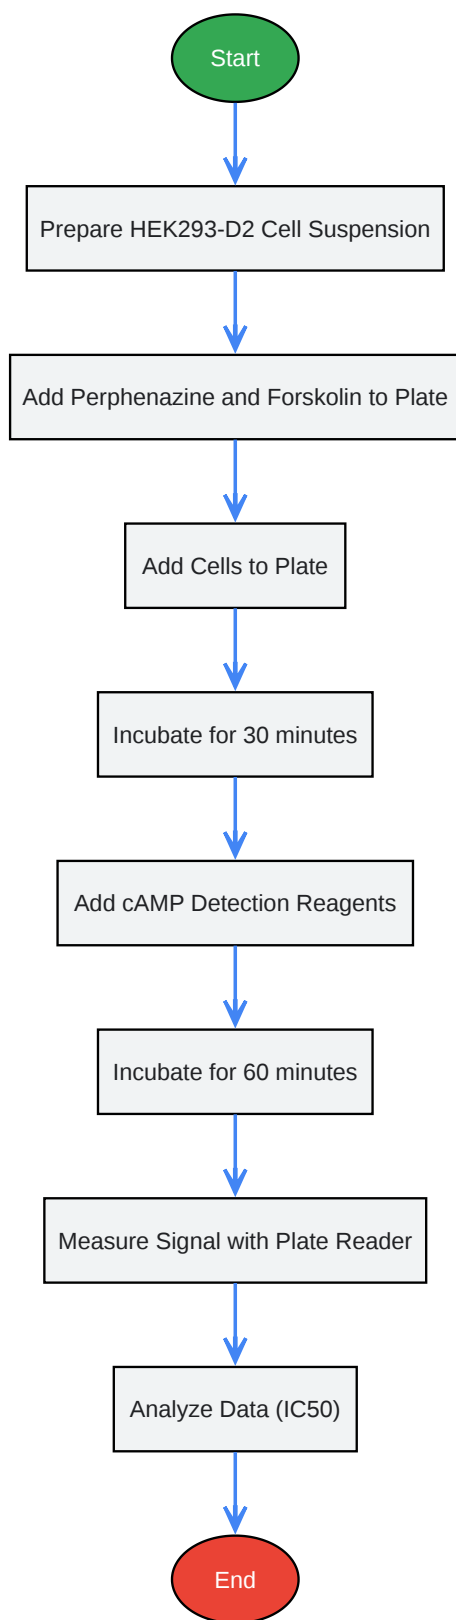 Start
Prepare HEK293-D2 Cell Suspension
Add Perphenazine and Forskolin to Plate
Add Cells to Plate
Incubate for 30 minutes
Add cAMP Detection Reagents
Incubate for 60 minutes
Measure Signal with Plate Reader
Analyze Data (IC50)
End